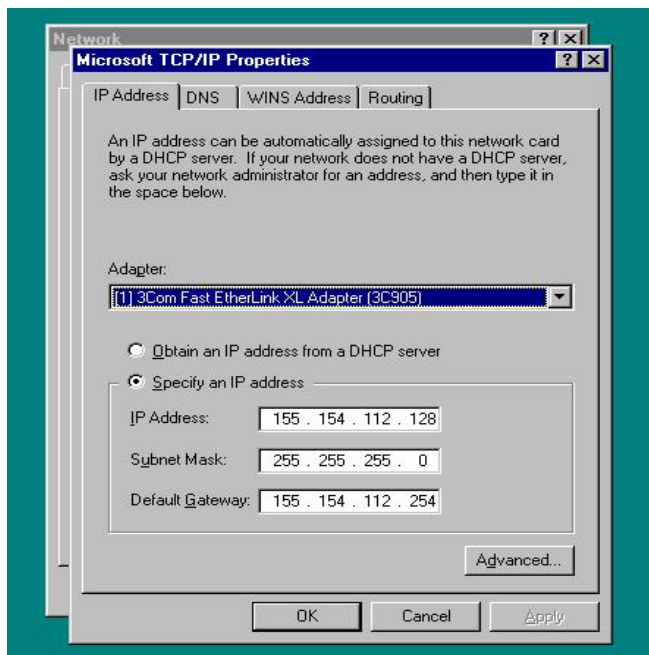 Network
Microsoft TCP/IP Properties
IP Address DNS WINS Address Routing
An IP address can be automatically assigned to this network card
by a DHCP server. If your network does not have a DHCP server,
ask your network administrator for an address, and then type it in
the space below.
Adapter:
[1] 3Com Fast EtherLink XL Adapter (3C905)
Obtain an IP address from a DHCP server
Specify an IP address
IP Address: 155 . 154 . 112 . 128
Subnet Mask: 255 . 255 . 255 . 0
Default Gateway: 155 . 154 . 112 . 254
Advanced...
OK Cancel Apply